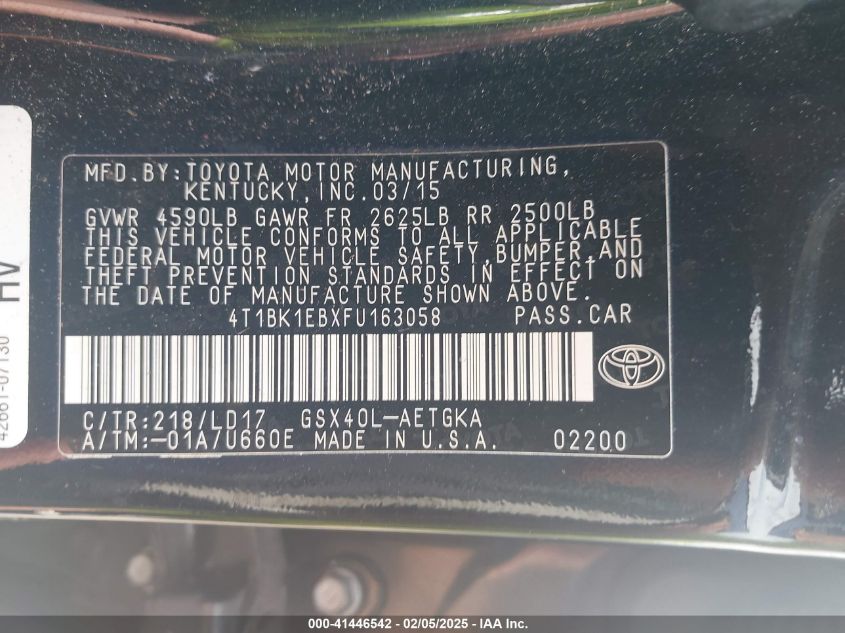 MFD.BY:TOYOTA MOTOR MANUFACTURING,
KENTUCKY,INC.03/15
GVWR 4590LB GAWR FR 2625LB RR 2500LB
THIS VEHICLE CONFORMS TO ALL APPLICABLE
FEDERAL MOTOR VEHICLE SAFETY,BUMPER,AND
THEFT PREVENTION STANDARDS IN EFFECT ON
THE DATE OF MANUFACTURE SHOWN ABOVE.
4T1BK1EBXFU163058 PASS.CAR
C/TR:218/LD17 GSX40L-AETGKA
A/TM:-01A/U660E MADE IN U.S.A. 02200
42661-07130
HV
000-41446542 / 02/05/2025 - IAA Inc.